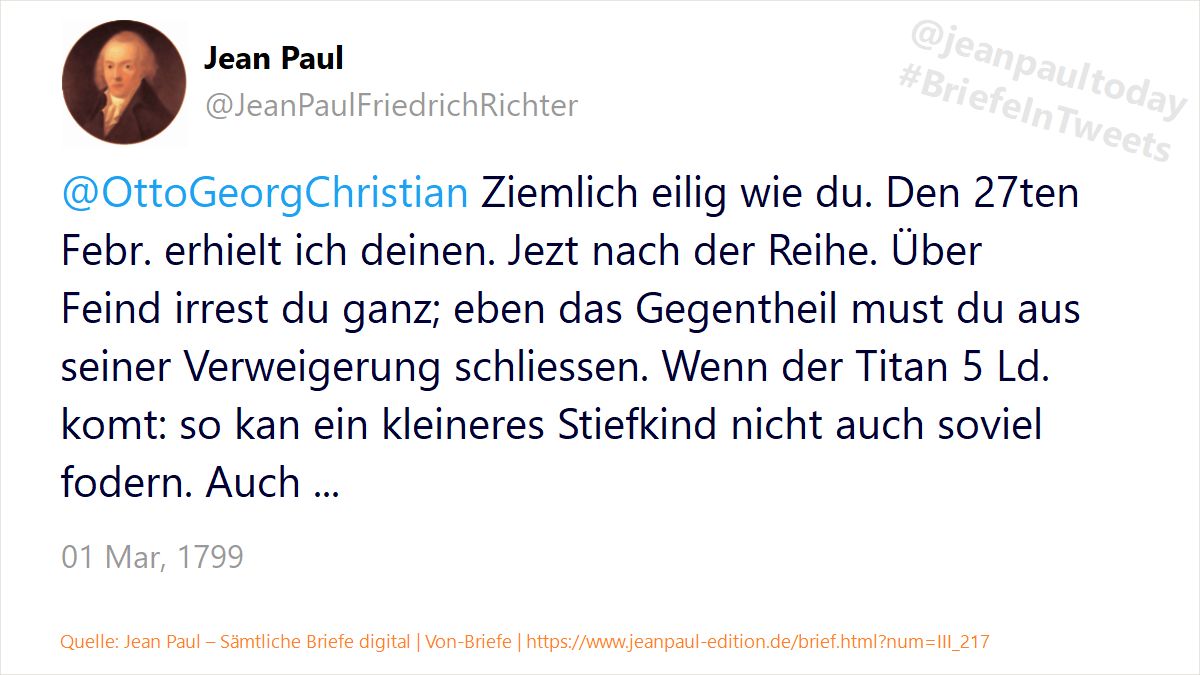 Jean Paul
@JeanPaulFriedrichRichter
@jeanpaultoday
#BriefeInTweets
@OttoGeorgChristian Ziemlich eilig wie du. Den 27ten
Febr. erhielt ich deinen. Jezt nach der Reihe. Über
Feind irrest du ganz; eben das Gegentheil must du aus
seiner Verweigerung schliessen. Wenn der Titan 5 Ld.
komt: so kan ein kleineres Stiefkind nicht auch soviel
fodern. Auch ...
01 Mar, 1799
Quelle: Jean Paul – Sämtliche Briefe digital | Von-Briefe | https://www.jeanpaul-edition.de/brief.html?num=III_217